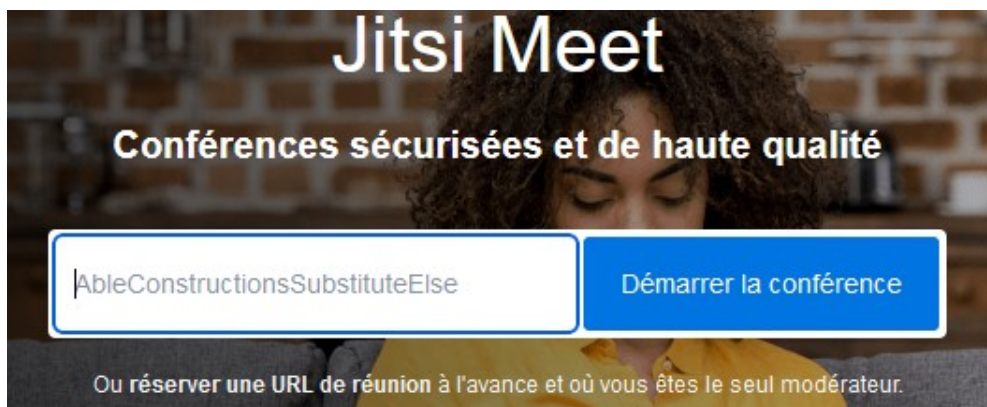 Jitsi Meet
Conférences sécurisées et de haute qualité
AbleConstructionsSubstituteElse
Démarrer la conférence
Ou réserver une URL de réunion à l'avance et où vous êtes le seul modérateur.